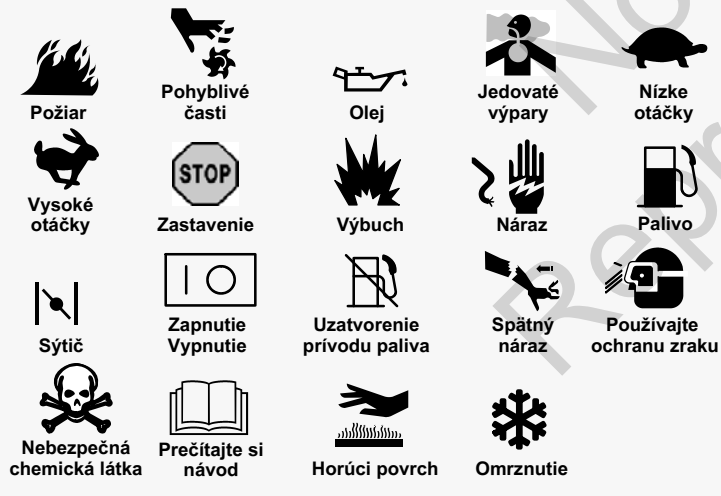 Požiar
Pohyblivé
časti
Olej
Jedovaté
výpary
Nízke
otáčky
Vysoké
otáčky
STOP
Zastavenie
Výbuch
Náraz
Palivo
Sýtič
Zapnutie
Vypnutie
Uzatvorenie
prívodu paliva
Spätný
náraz
Používajte
ochranu zraku
Nebezpečná
chemická látka
Prečítajte si
návod
Horúci povrch
Omrznutie